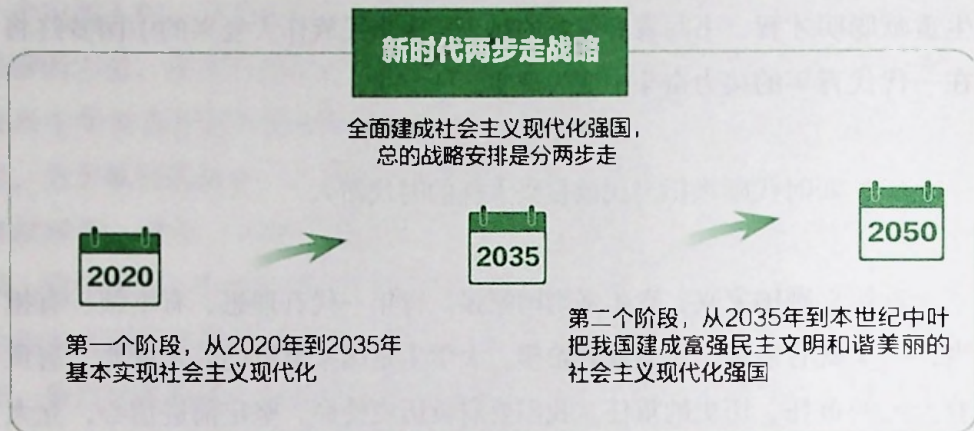 新时代两步走战略
全面建成社会主义现代化强国，
总的战略安排是分两步走
2020
2035
2050
第一个阶段，从2020年到2035年
基本实现社会主义现代化
第二个阶段，从2035年到本世纪中叶
把我国建成富强民主文明和谐美丽的
社会主义现代化强国